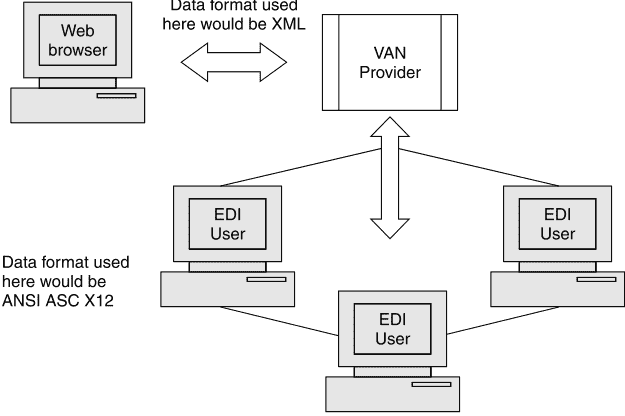 Data format used
here would be XML
Web
browser
VAN
Provider
EDI
User
EDI
User
Data format used
here would be
ANSI ASC X12
EDI
User